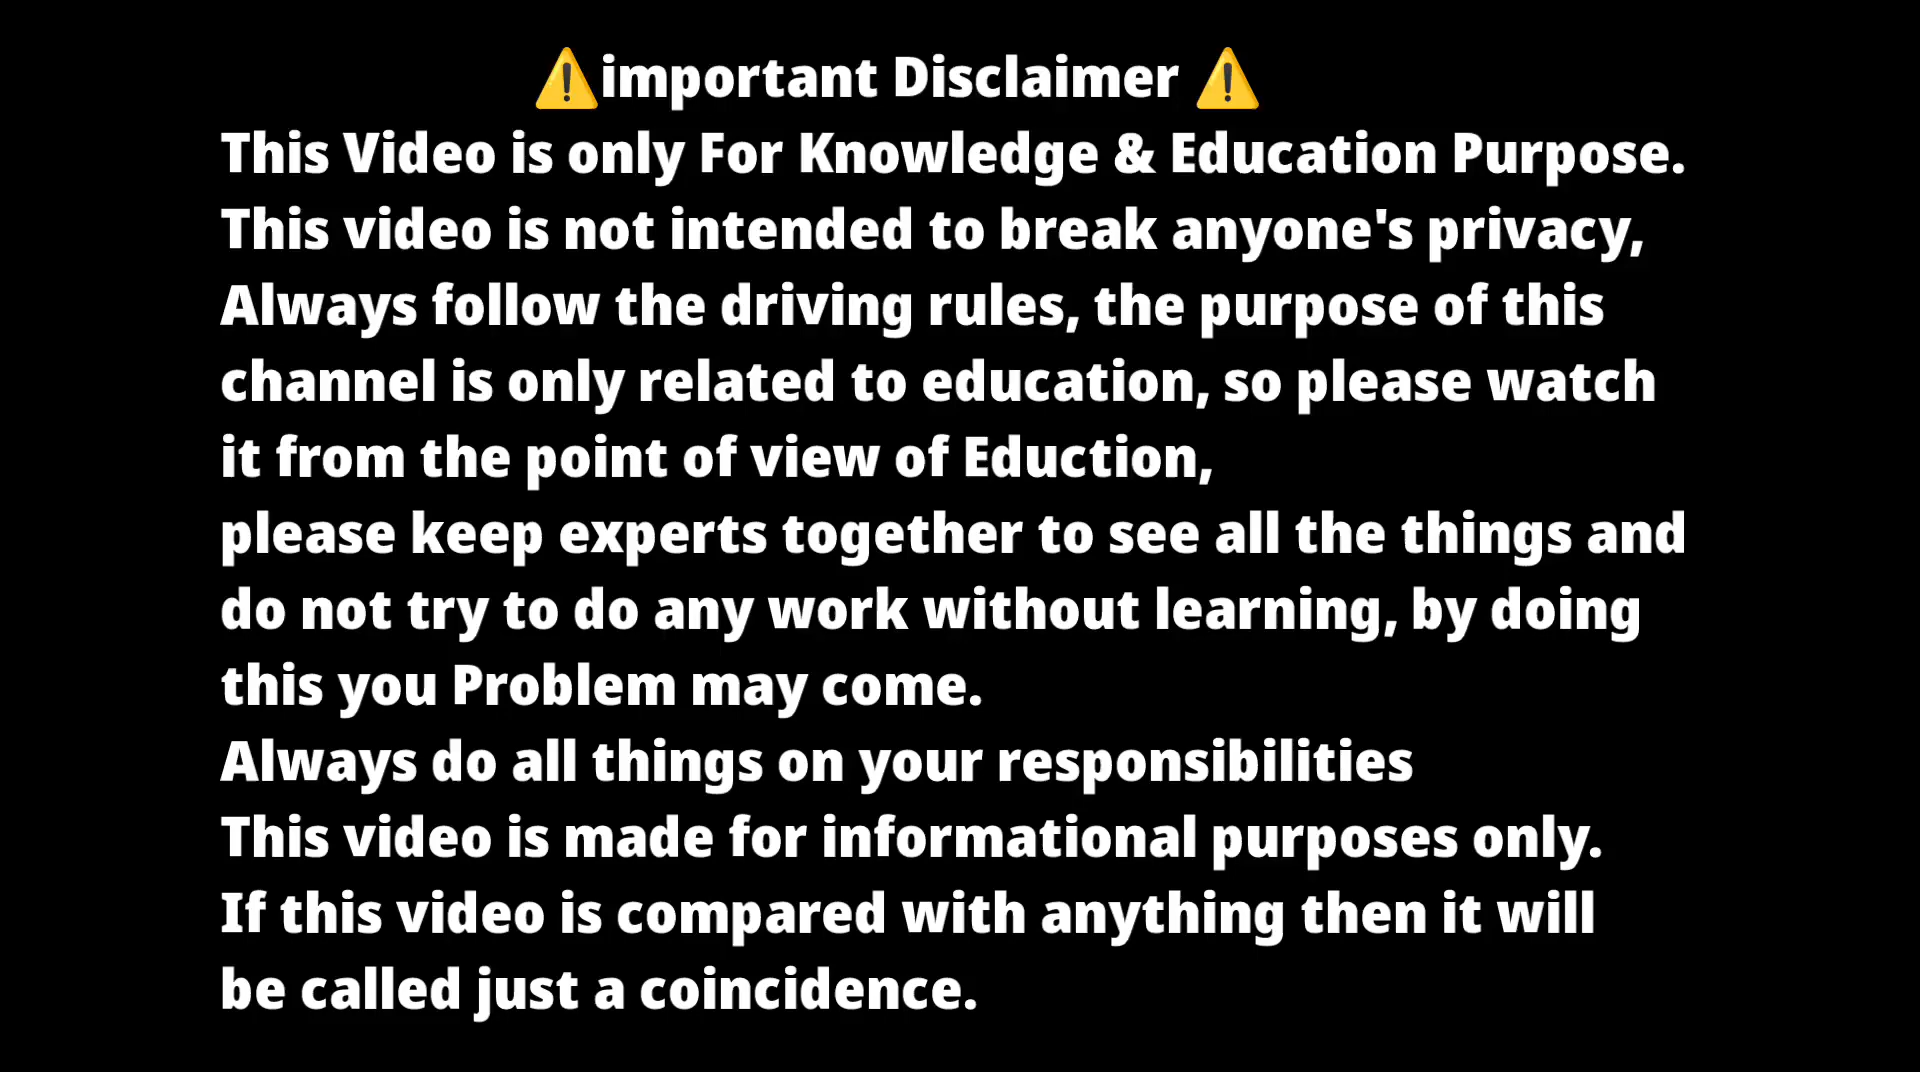 ⚠️important Disclaimer ⚠️
This Video is only For Knowledge & Education Purpose.
This video is not intended to break anyone's privacy,
Always follow the driving rules, the purpose of this
channel is only related to education, so please watch
it from the point of view of Eduction,
please keep experts together to see all the things and
do not try to do any work without learning, by doing
this you Problem may come.
Always do all things on your responsibilities
This video is made for informational purposes only.
If this video is compared with anything then it will
be called just a coincidence.